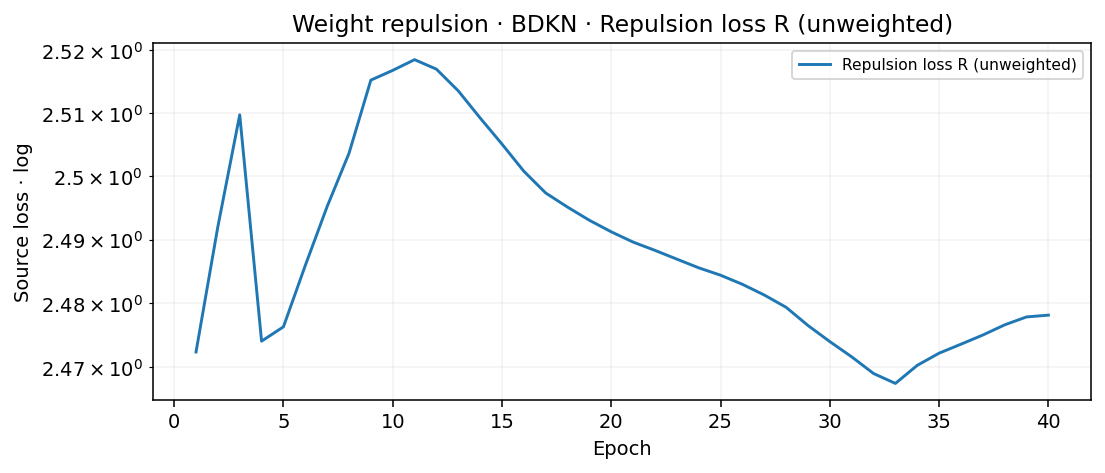 Weight repulsion · BDKN · Repulsion loss R (unweighted)
Repulsion loss R (unweighted)
Source loss · log
2.52 × 10⁰
2.51 × 10⁰
2.5 × 10⁰
2.49 × 10⁰
2.48 × 10⁰
2.47 × 10⁰
0 5 10 15 20 25 30 35 40
Epoch